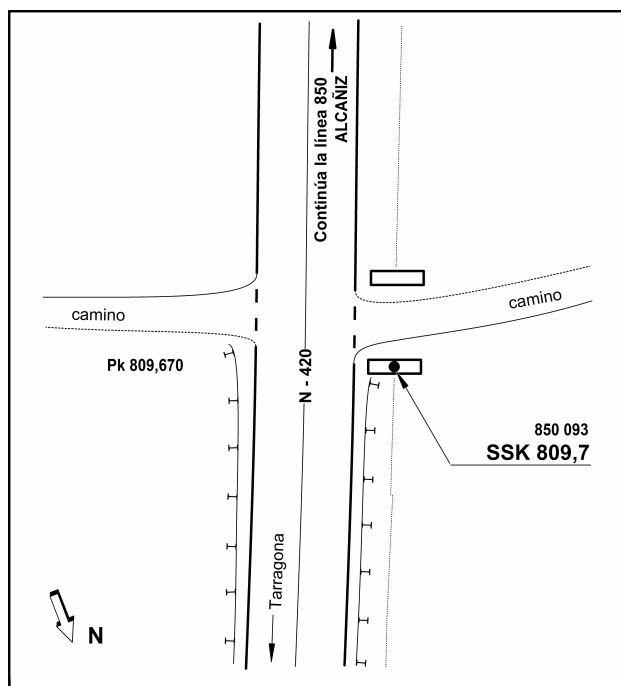 Continúa la línea 850
ALCAÑIZ
camino
camino
Pk 809,670
N - 420
850 093
SSK 809,7
Tarragona
N